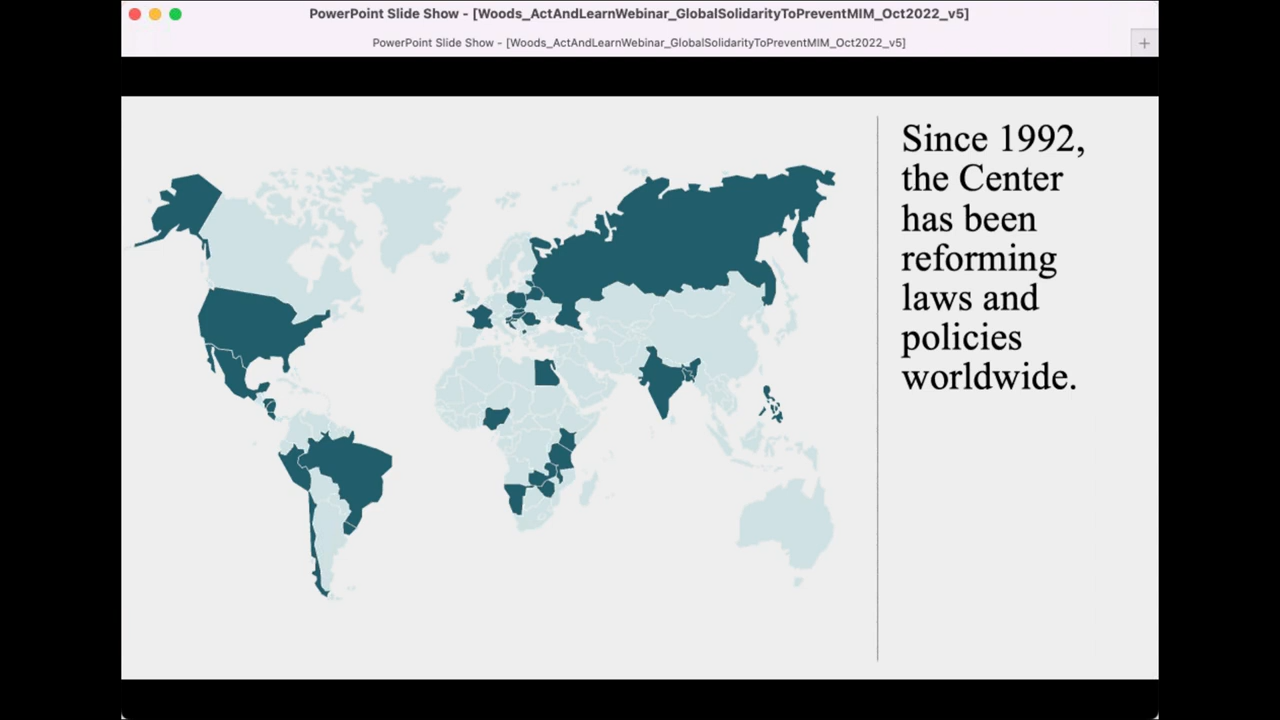 PowerPoint Slide Show - [Woods_ActAndLearnWebinar_GlobalSolidarityToPreventMIM_Oct2022_v5]
PowerPoint Slide Show - [Woods_ActAndLearnWebinar_GlobalSolidarityToPreventMIM_Oct2022_v5]
Since 1992,
the Center
has been
reforming
laws and
policies
worldwide.